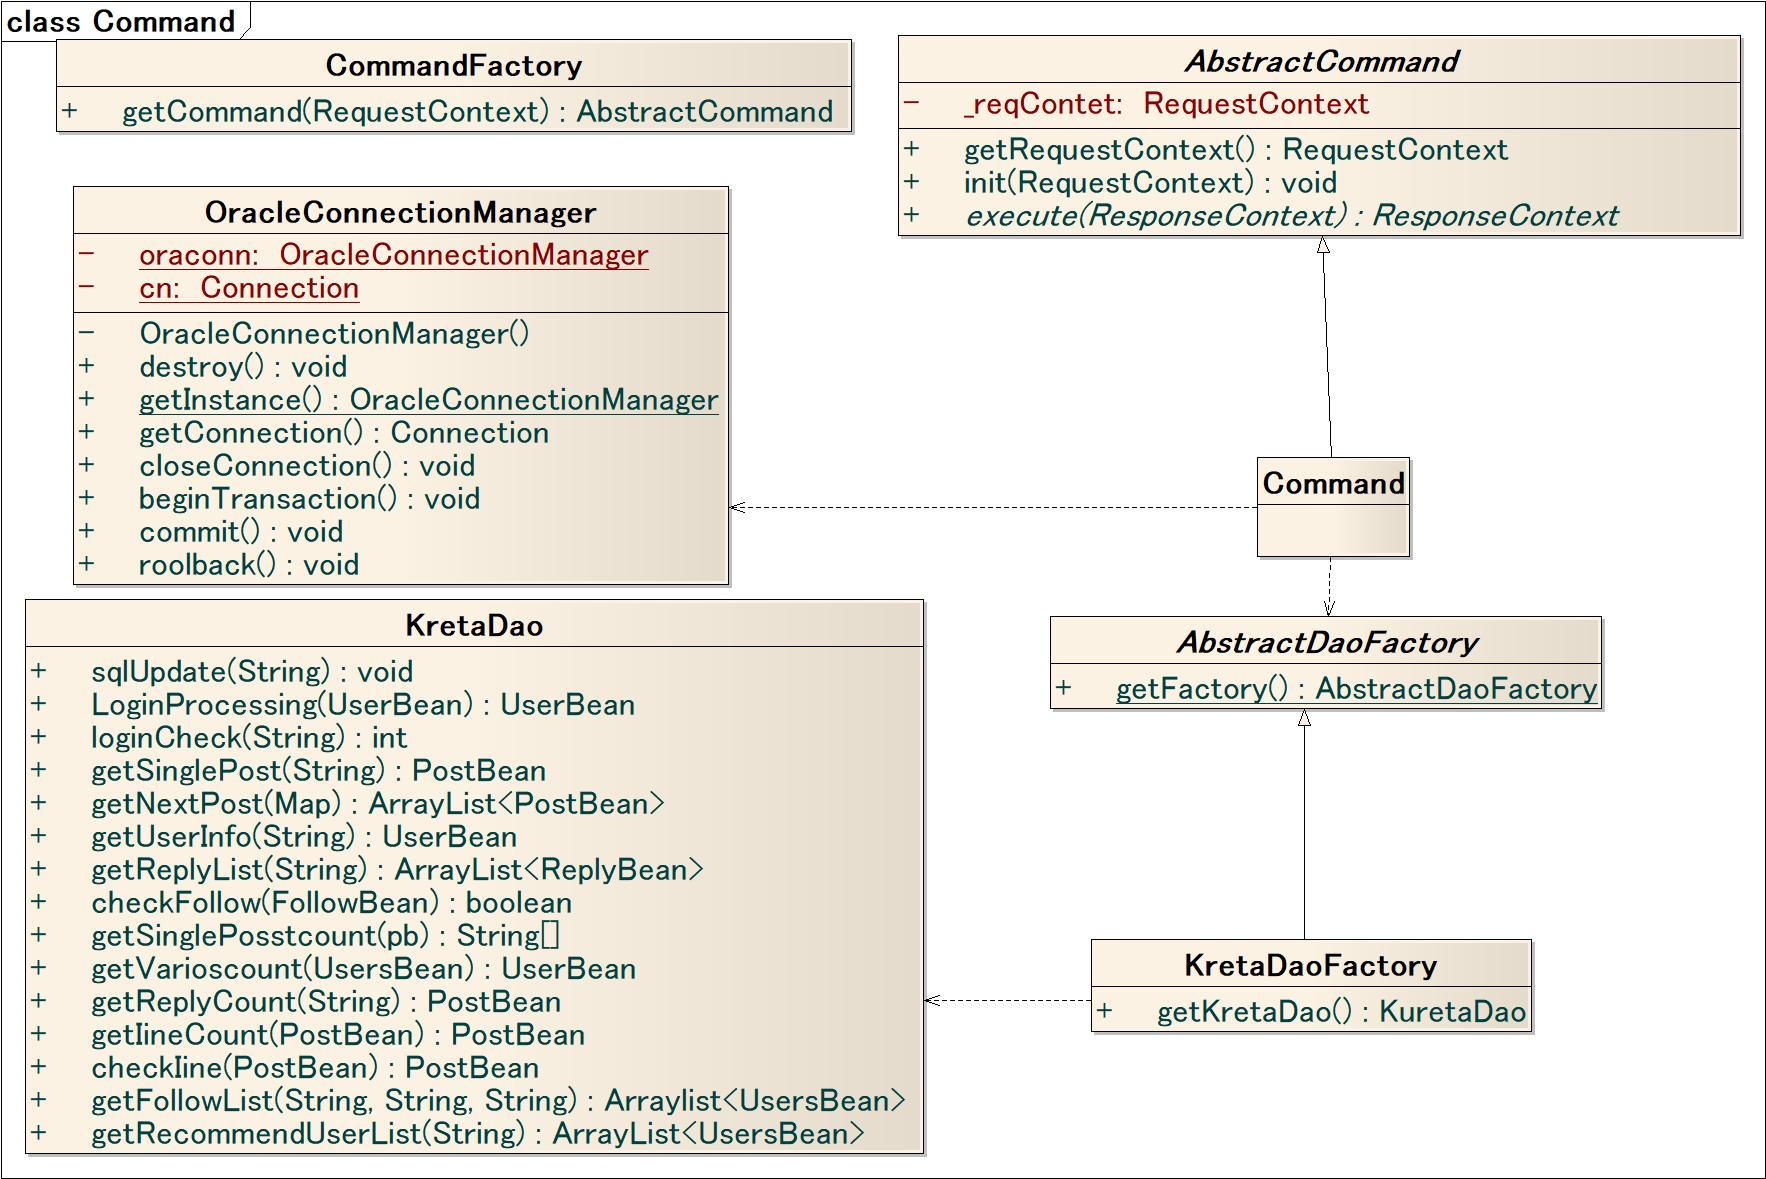 class Command
CommandFactory
+ getCommand(RequestContext) : AbstractCommand
AbstractCommand
- _reqContet: RequestContext
+ getRequestContext() : RequestContext
+ init(RequestContext) : void
+ execute(ResponseContext) : ResponseContext
OracleConnectionManager
- oraconn: OracleConnectionManager
- cn: Connection
- OracleConnectionManager()
+ destroy() : void
+ getInstance() : OracleConnectionManager
+ getConnection() : Connection
+ closeConnection() : void
+ beginTransaction() : void
+ commit() : void
+ roolback() : void
Command
AbstractDaoFactory
+ getFactory() : AbstractDaoFactory
KretaDao
+ sqlUpdate(String) : void
+ LoginProcessing(UserBean) : UserBean
+ loginCheck(String) : int
+ getSinglePost(String) : PostBean
+ getNextPost(Map) : ArrayList<PostBean>
+ getUserInfo(String) : UserBean
+ getReplyList(String) : ArrayList<ReplyBean>
+ checkFollow(FollowBean) : boolean
+ getSinglePosstcount(pb) : String[]
+ getVarioscount(UsersBean) : UserBean
+ getReplyCount(String) : PostBean
+ getIineCount(PostBean) : PostBean
+ checkIine(PostBean) : PostBean
+ getFollowList(String, String, String) : Arraylist<UsersBean>
+ getRecommendUserList(String) : ArrayList<UsersBean>
KretaDaoFactory
+ getKretaDao() : KuretaDao